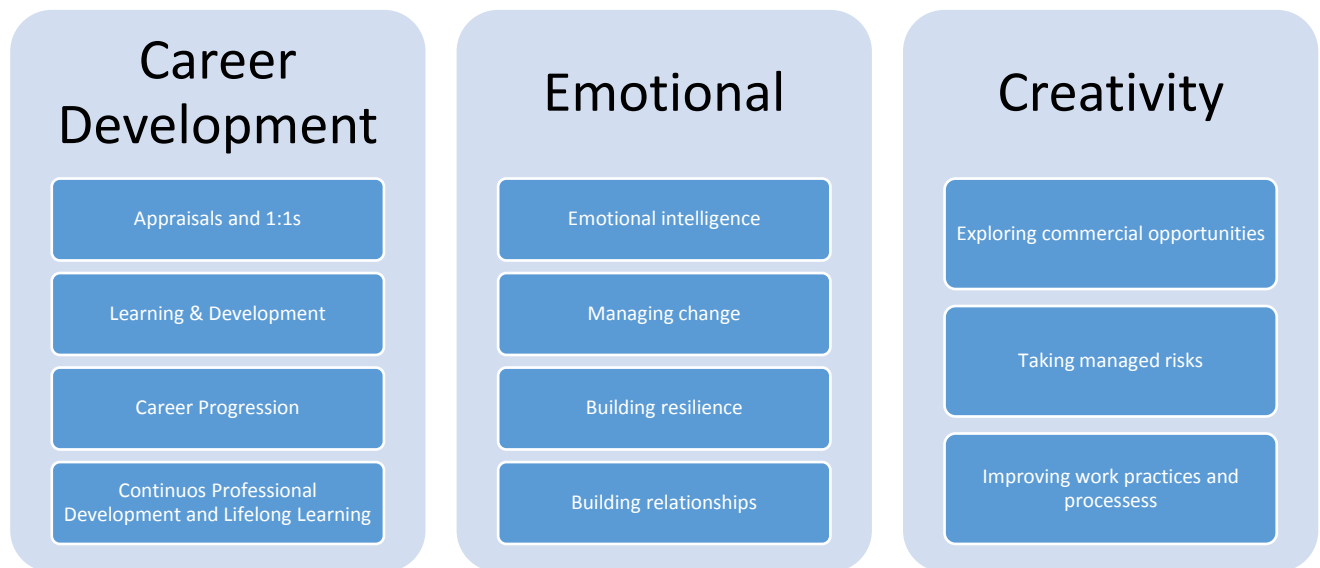 Career
Development
Appraisals and 1:1s
Learning & Development
Career Progression
Continuos Professional
Development and Lifelong Learning
Emotional
Emotional intelligence
Managing change
Building resilience
Building relationships
Creativity
Exploring commercial opportunities
Taking managed risks
Improving work practices and
processess